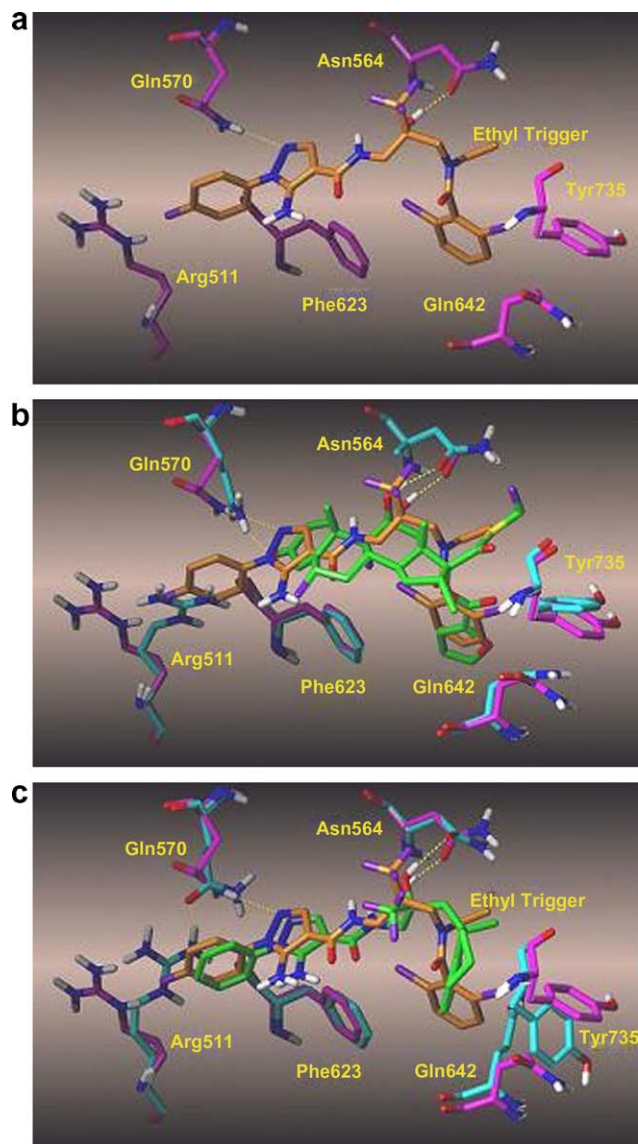 a
Asn564
Gln570
Ethyl Trigger
Tyr735
Arg511
Phe623
Gln642
b
Asn564
Gln570
Tyr735
Arg511
Phe623
Gln642
c
Asn564
Gln570
Ethyl Trigger
Arg511
Phe623
Gln642
Tyr735